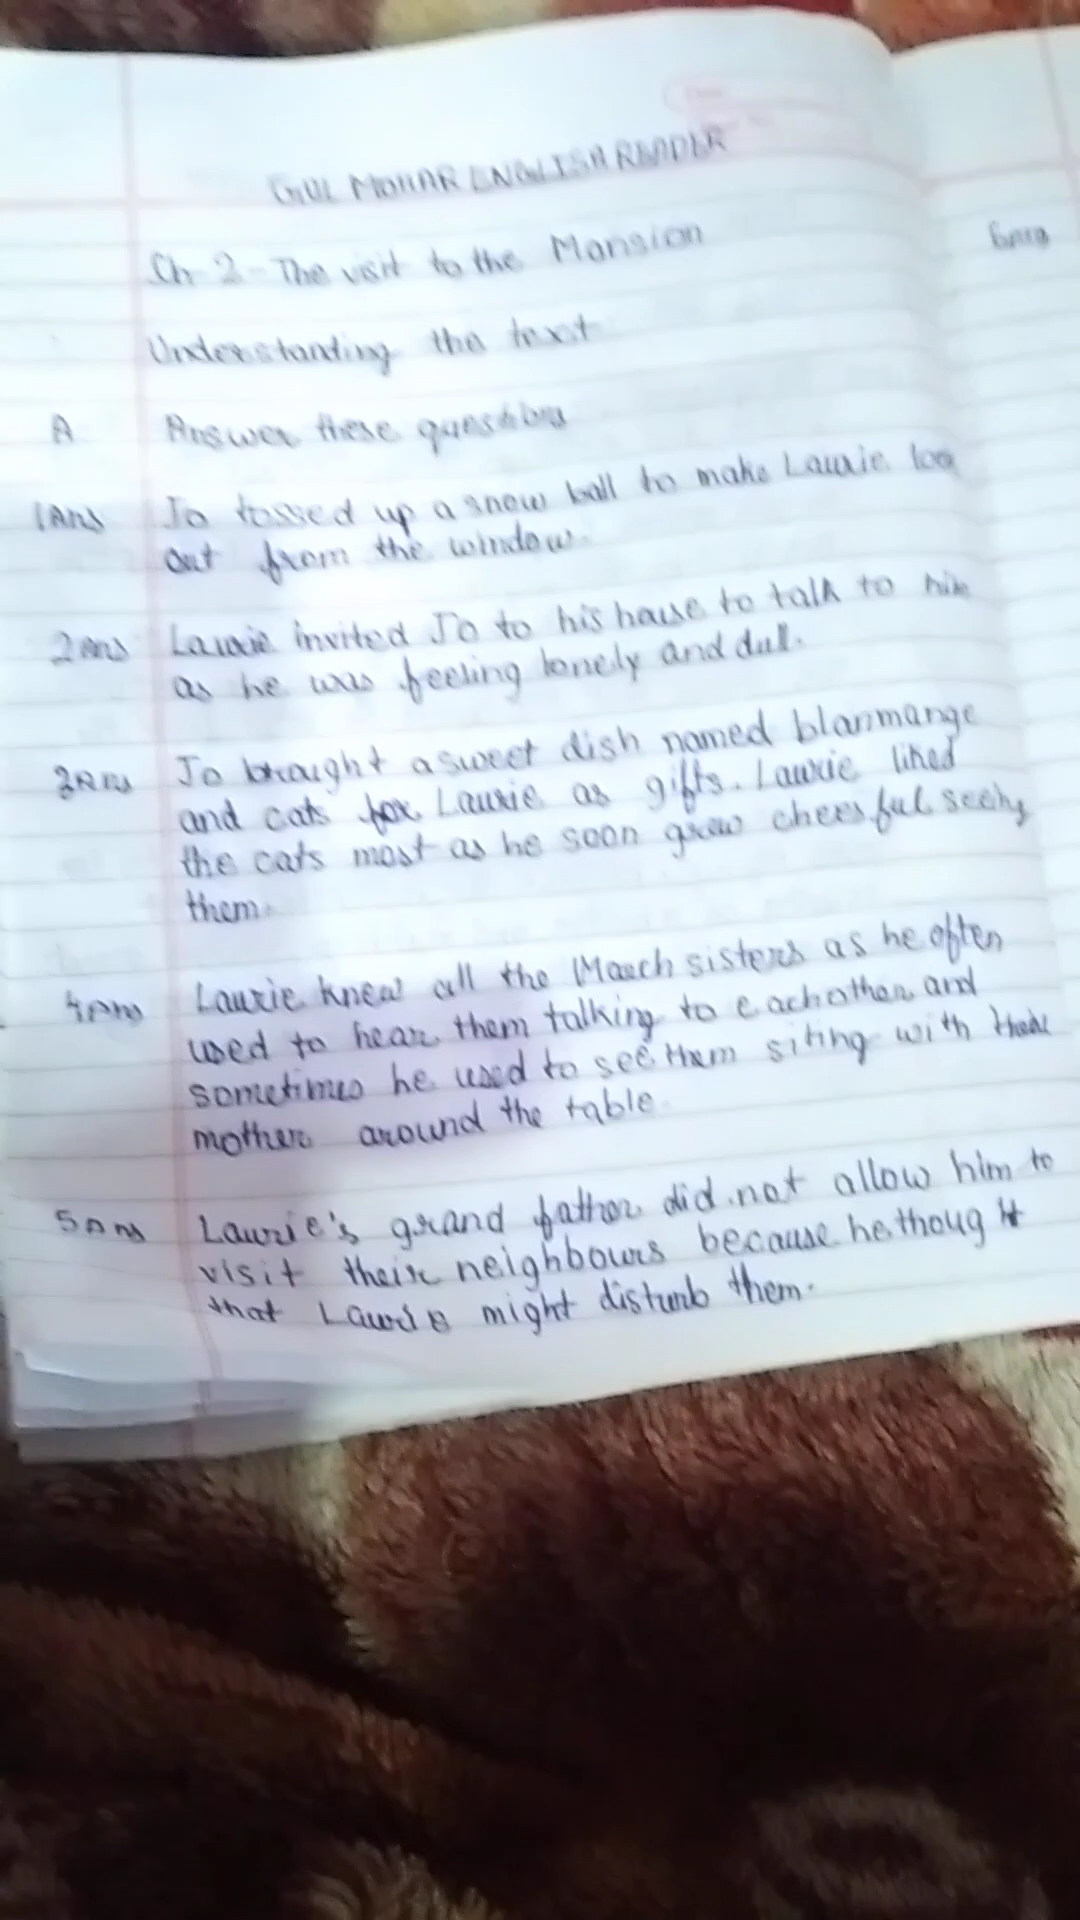 GUL MOHAR ENGLISH READER
Ch-2- The visit to the Mansion
6ans
Understanding the text
A Answer these questions
1Ans Jo tossed up a snow ball to make Laurie loo
out from the window.
2ans Laurie invited Jo to his house to talk to him
as he was feeling lonely and dull.
3Ans Jo brought a sweet dish named blanmange
and cats for Laurie as gifts. Lawrie liked
the cats most as he soon grew cheerful seeing
them.
4Ans Laurie knew all the March sisters as he often
used to hear them talking to eachother and
sometimes he used to see them siting with their
mother around the table.
5Ans Laurie's grand father did not allow him to
visit their neighbours because he thought
that Laurie might disturb them.